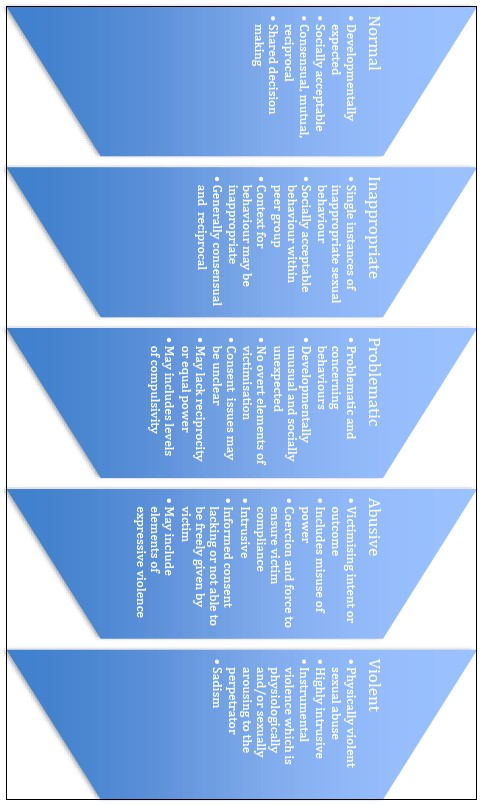 Normal
• Developmentally
expected
• Socially acceptable
• Consensual, mutual,
reciprocal
• Shared decision
making
Inappropriate
• Single instances of
inappropriate sexual
behaviour
• Socially acceptable
behaviour within
peer group
• Context for
behaviour may be
inappropriate
• Generally consensual
and reciprocal
Problematic
• Problematic and
concerning
behaviours
• Developmentally
unusual and socially
unexpected
• No overt elements of
victimisation
• Consent issues may
be unclear
• May lack reciprocity
or equal power
• May includes levels
of compulsivity
Abusive
• Victimising intent or
outcome
• Includes misuse of
power
• Coercion and force to
ensure victim
compliance
• Intrusive
• Informed consent
lacking or not able to
be freely given by
victim
• May include
elements of
expressive violence
Violent
• Physically violent
sexual abuse
• Highly intrusive
• Instrumental
violence which is
physiologically
and/or sexually
arousing to the
perpetrator
• Sadism